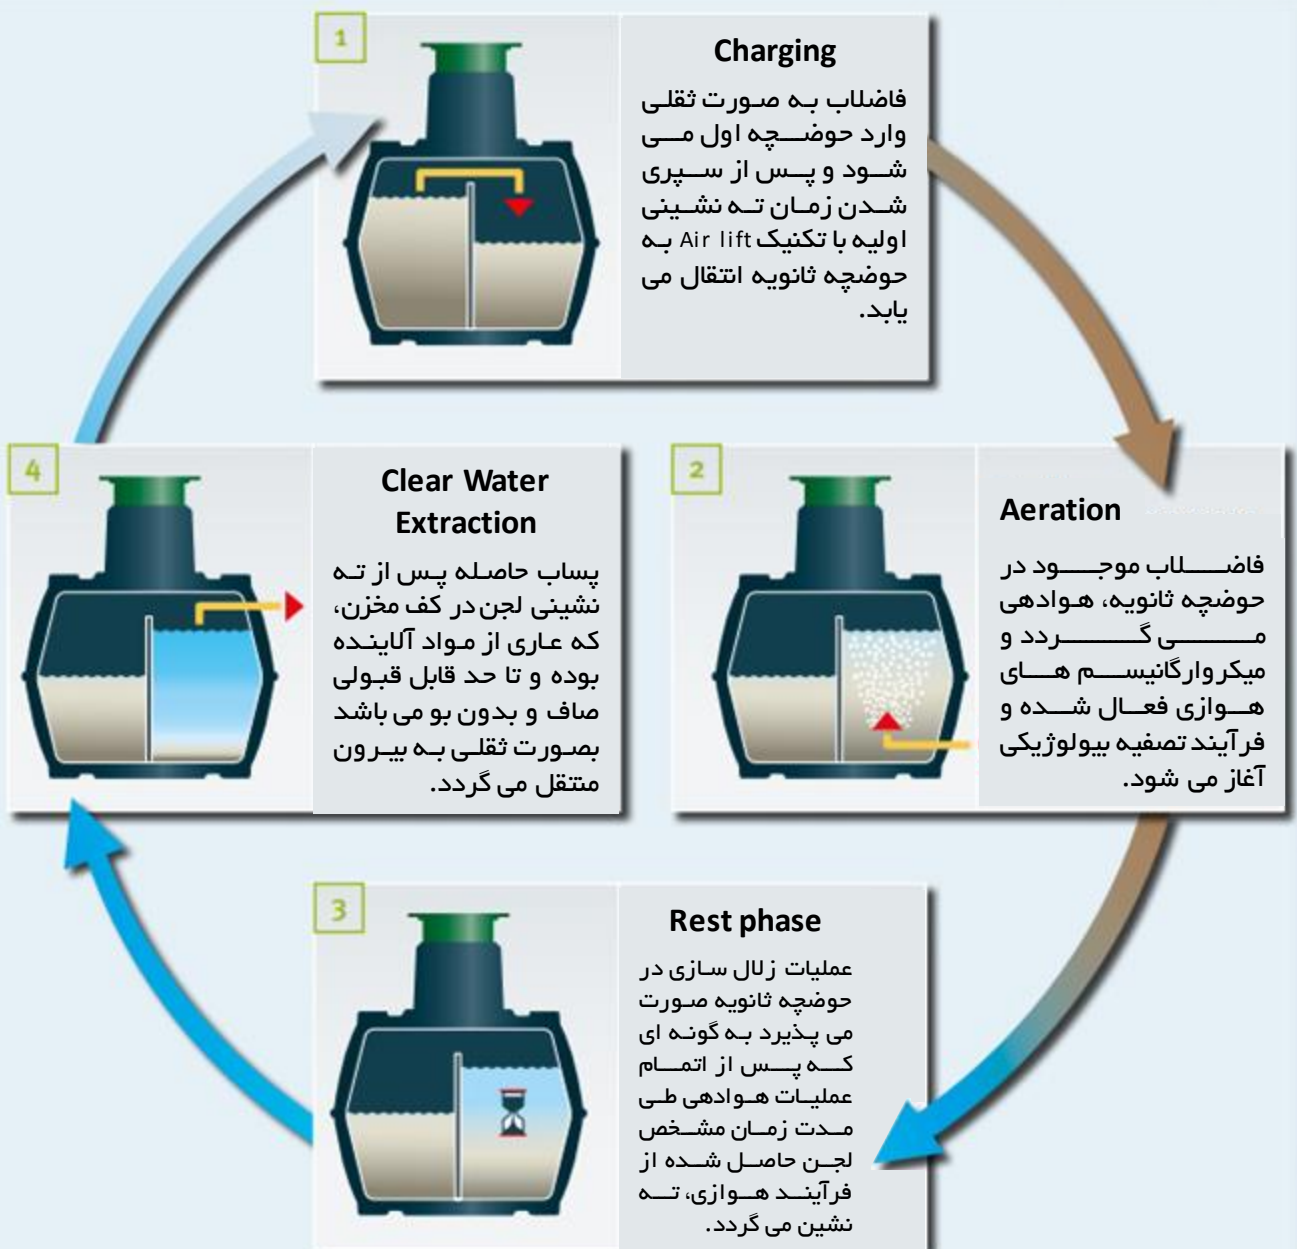 1
Charging
فاضلاب به صورت ثقلی
وارد حوضچه اول می
شود و پس از سپری
شدن زمان ته نشینی
اولیه با تکنیک Air lift به
حوضچه ثانویه انتقال می
یابد.
2
Aeration
فاضلاب موجود در
حوضچه ثانویه، هوادهی
می گردد و
میکروارگانیسم های
هوازی فعال شده و
فرآیند تصفیه بیولوژیکی
آغاز می شود.
3
Rest phase
عملیات زلال سازی در
حوضچه ثانویه صورت
می پذیرد به گونه ای
که پس از اتمام
عملیات هوادهی طی
مدت زمان مشخص
لجن حاصل شده از
فرآیند هوازی، ته
نشین می گردد.
4
Clear Water
Extraction
پساب حاصله پس از ته
نشینی لجن در کف مخزن،
که عاری از مواد آلاینده
بوده و تا حد قابل قبولی
صاف و بدون بو می باشد
بصورت ثقلی به بیرون
منتقل می گردد.